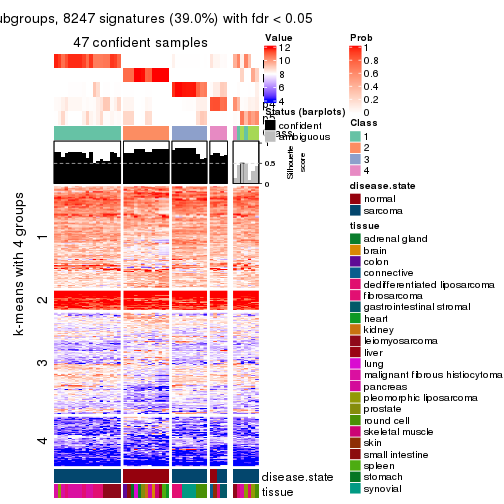 ubgroups, 8247 signatures (39.0%) with fdr < 0.05
47 confident samples
k-means with 4 groups
1
2
3
4
Value
12
10
8
6
4
Status (barplots)
confident
ambiguous
1
0.5
0
Silhouette
score
disease.state
tissue
Prob
1
0.8
0.6
0.4
0.2
0
Class
1
2
3
4
disease.state
normal
sarcoma
tissue
adrenal gland
brain
colon
connective
dedifferentiated liposarcoma
fibrosarcoma
gastrointestinal stromal
heart
kidney
leiomyosarcoma
liver
lung
malignant fibrous histiocytoma
pancreas
pleomorphic liposarcoma
prostate
round cell
skeletal muscle
skin
small intestine
spleen
stomach
synovial